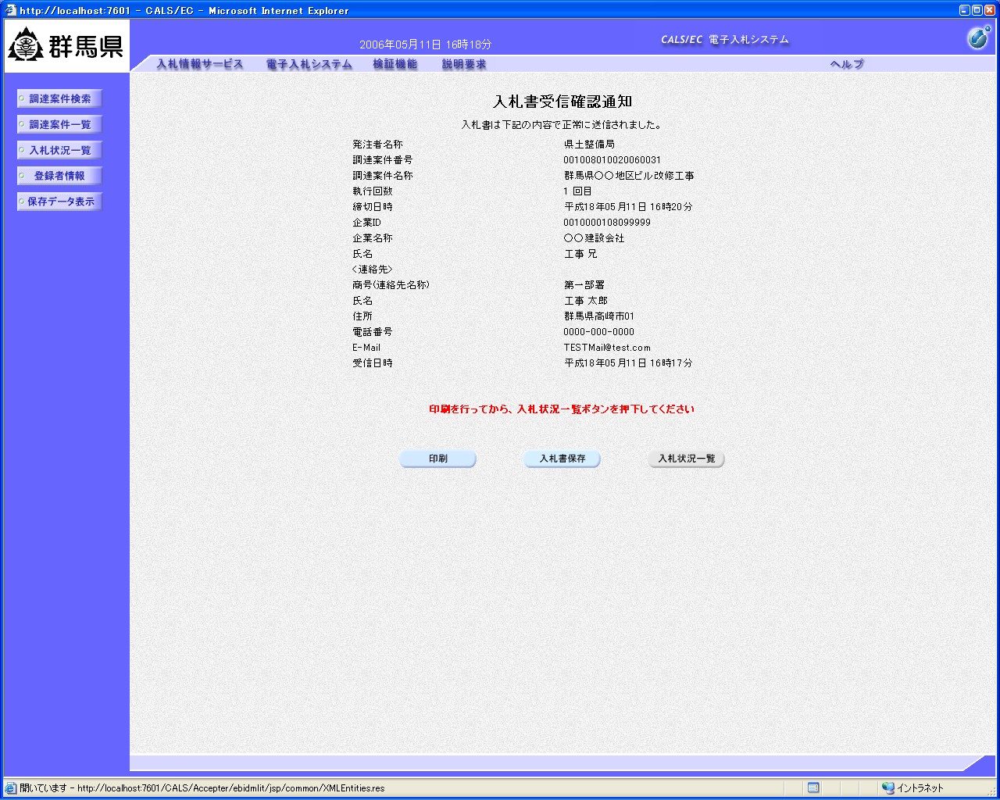 http://localhost:7601 - CALS/EC - Microsoft Internet Explorer
群馬県
2006年05月11日 16時18分
CALS/EC 電子入札システム
入札情報サービス 電子入札システム 検証機能 説明要求 ヘルプ
調達案件検索
調達案件一覧
入札状況一覧
登録者情報
保存データ表示
入札書受信確認通知
入札書は下記の内容で正常に送信されました。
発注者名称 県土整備局
調達案件番号 001008010020060031
調達案件名称 群馬県〇〇地区ビル改修工事
執行回数 1 回目
締切日時 平成18年05月11日 16時20分
企業ID 0010000108099999
企業名称 〇〇建設会社
氏名 工事 兄
<連絡先>
商号(連絡先名称) 第一部署
氏名 工事 太郎
住所 群馬県高崎市01
電話番号 0000-000-0000
E-Mail TESTMail@test.com
受信日時 平成18年05月11日 16時17分
印刷を行ってから、入札状況一覧ボタンを押下してください
印刷 入札書保存 入札状況一覧
開いています - http://localhost:7601/CALS/Accepter/ebidmlit/jsp/common/XMLEntities.res
イントラネット